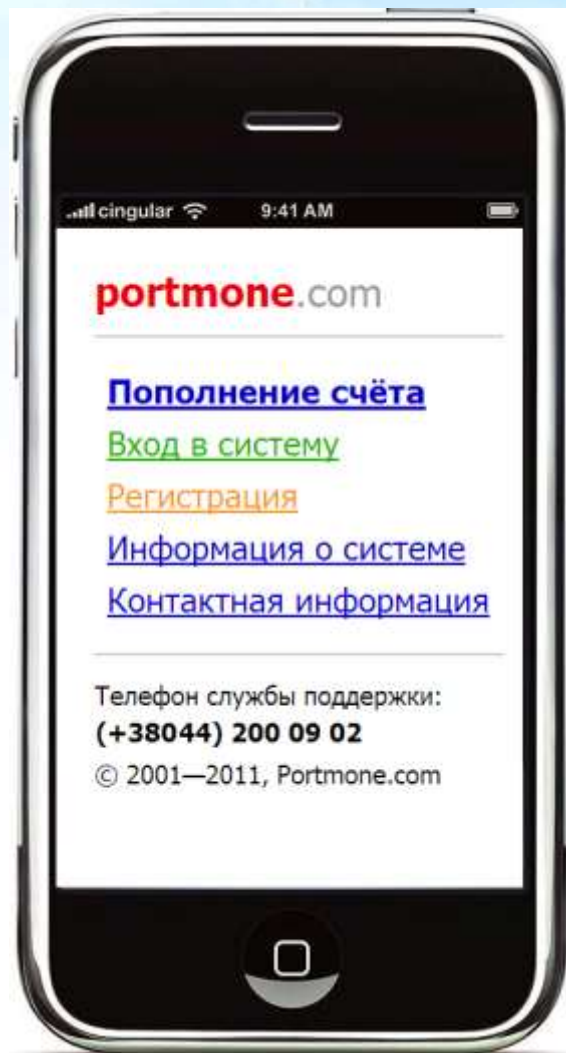 cingular 9:41 AM
portmone.com
Пополнение счёта
Вход в систему
Регистрация
Информация о системе
Контактная информация
Телефон службы поддержки:
(+38044) 200 09 02
© 2001—2011, Portmone.com